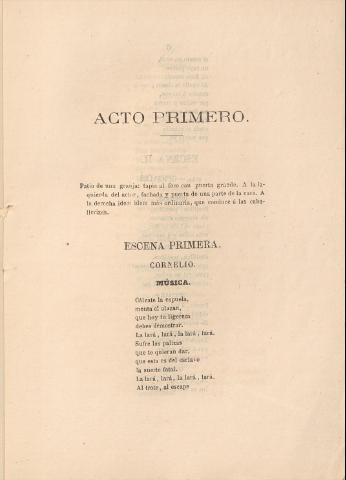 ACTO PRIMERO.
Patio de una granja: tapia al foro con puerta grande. A la iz-
quierda del actor, fachada y puerta de una parte de la casa. A
la derecha idem idem más ordinaria, que conduce á las caba-
llerizas.
ESCENA PRIMERA.
CORNELIO.
MÚSICA.
Cálzate la espuela,
monta el alazan,
que hoy tu ligereza
debes demostrar.
La lará, lará, la lará, lará.
Sufre las palizas
que te quieran dar,
que esta es del esclavo
la suerte fatal.
La lará, lará, la lará, lará.
Al trote, al escape